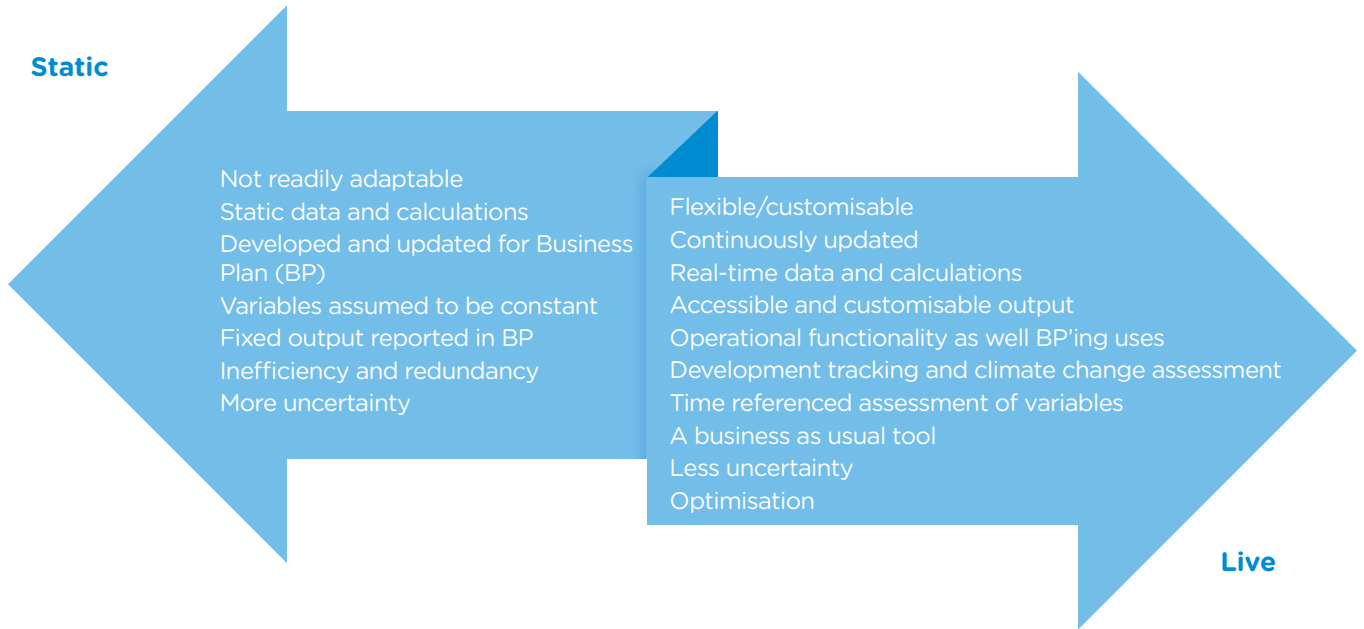 Static
Not readily adaptable
Static data and calculations
Developed and updated for Business
Plan (BP)
Variables assumed to be constant
Fixed output reported in BP
Inefficiency and redundancy
More uncertainty
Flexible/customisable
Continuously updated
Real-time data and calculations
Accessible and customisable output
Operational functionality as well BP’ing uses
Development tracking and climate change assessment
Time referenced assessment of variables
A business as usual tool
Less uncertainty
Optimisation
Live